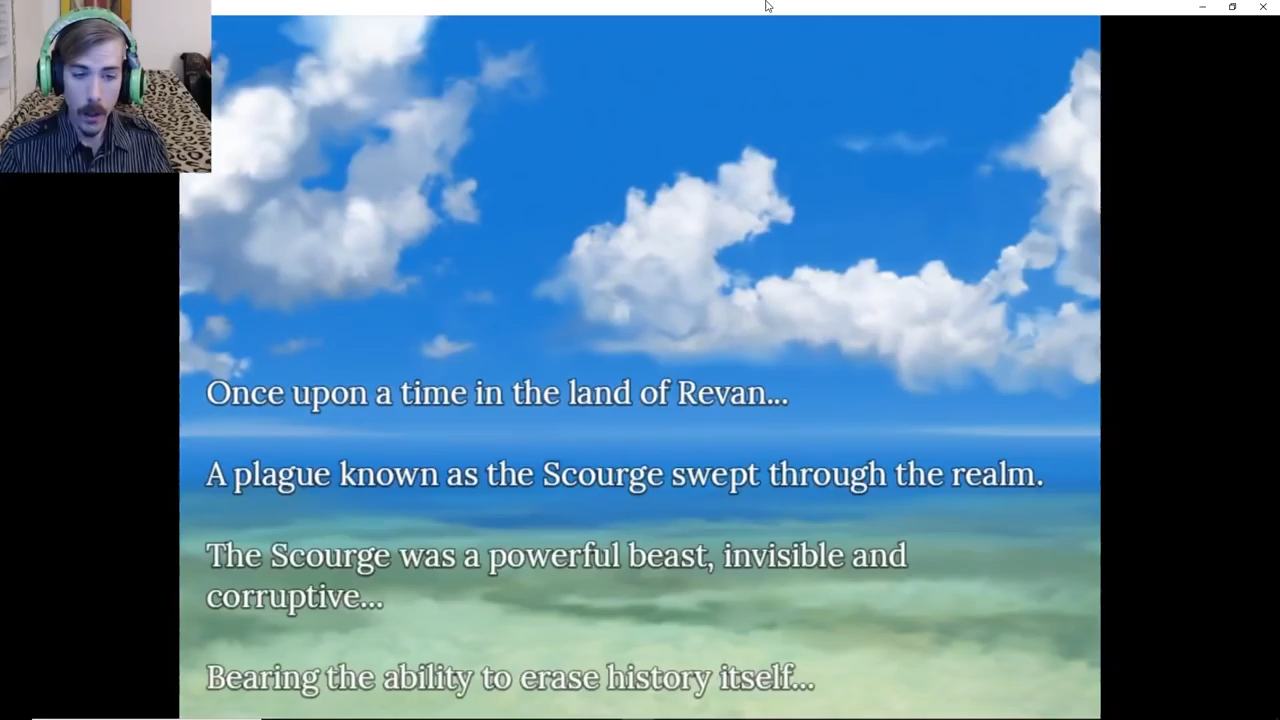 Once upon a time in the land of Revan...
A plague known as the Scourge swept through the realm.
The Scourge was a powerful beast, invisible and
corruptive...
Bearing the ability to erase history itself...